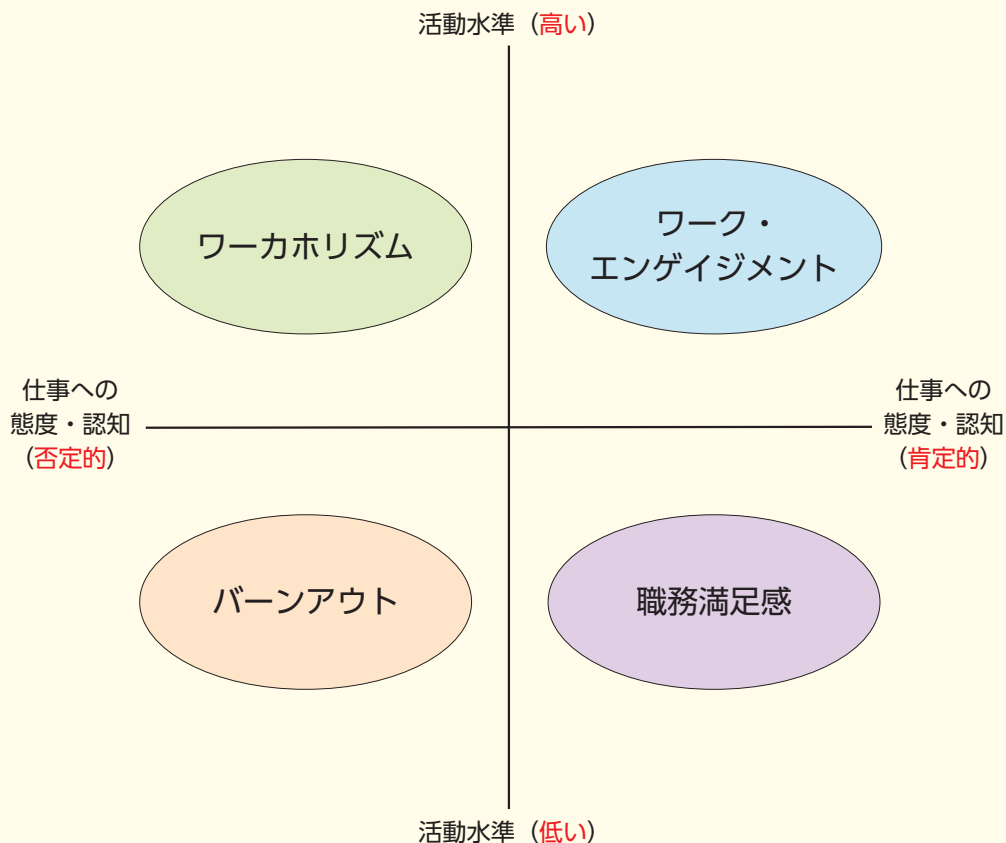 活動水準（高い）
ワーカホリズム
ワーク・
エンゲイジメント
仕事への
態度・認知
（否定的）
仕事への
態度・認知
（肯定的）
バーンアウト
職務満足感
活動水準（低い）